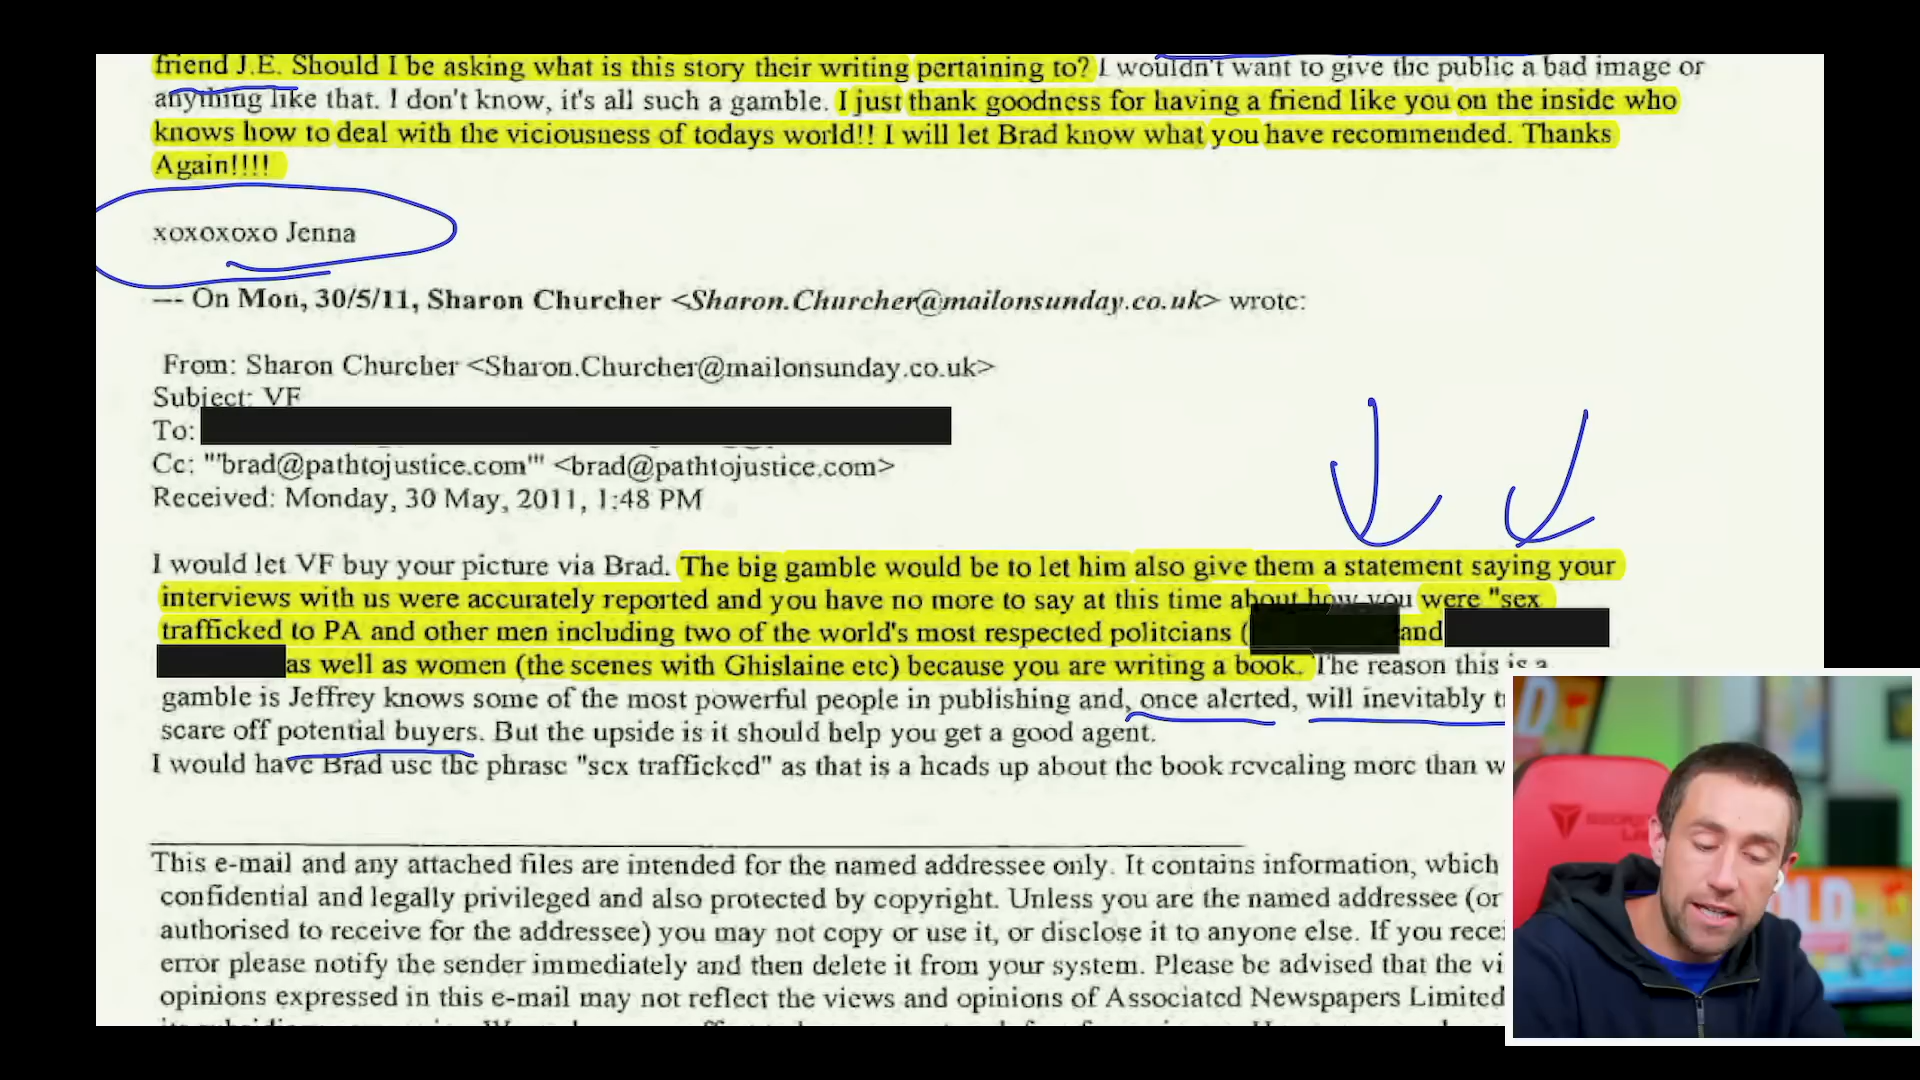 friend J.E. Should I be asking what is this story their writing pertaining to? I wouldn't want to give the public a bad image or
anything like that. I don't know, it's all such a gamble. I just thank goodness for having a friend like you on the inside who
knows how to deal with the viciousness of todays world!! I will let Brad know what you have recommended. Thanks
Again!!!!
xoxoxoxo Jenna
--- On Mon, 30/5/11, Sharon Churcher <Sharon.Churcher@mailonsunday.co.uk> wrote:
From: Sharon Churcher <Sharon.Churcher@mailonsunday.co.uk>
Subject: VF
To:
Cc: "'brad@pathtojustice.com'" <brad@pathtojustice.com>
Received: Monday, 30 May, 2011, 1:48 PM
I would let VF buy your picture via Brad. The big gamble would be to let him also give them a statement saying your
interviews with us were accurately reported and you have no more to say at this time about how you were "sex
trafficked to PA and other men including two of the world's most respected politcians ( and
as well as women (the scenes with Ghislaine etc) because you are writing a book. The reason this is a
gamble is Jeffrey knows some of the most powerful people in publishing and, once alerted, will inevitably
scare off potential buyers. But the upside is it should help you get a good agent.
I would have Brad use the phrase "sex trafficked" as that is a heads up about the book revealing more than
This e-mail and any attached files are intended for the named addressee only. It contains information, which
confidential and legally privileged and also protected by copyright. Unless you are the named addressee (or
authorised to receive for the addressee) you may not copy or use it, or disclose it to anyone else. If you
error please notify the sender immediately and then delete it from your system. Please be advised that the
opinions expressed in this e-mail may not reflect the views and opinions of Associated Newspapers Limited